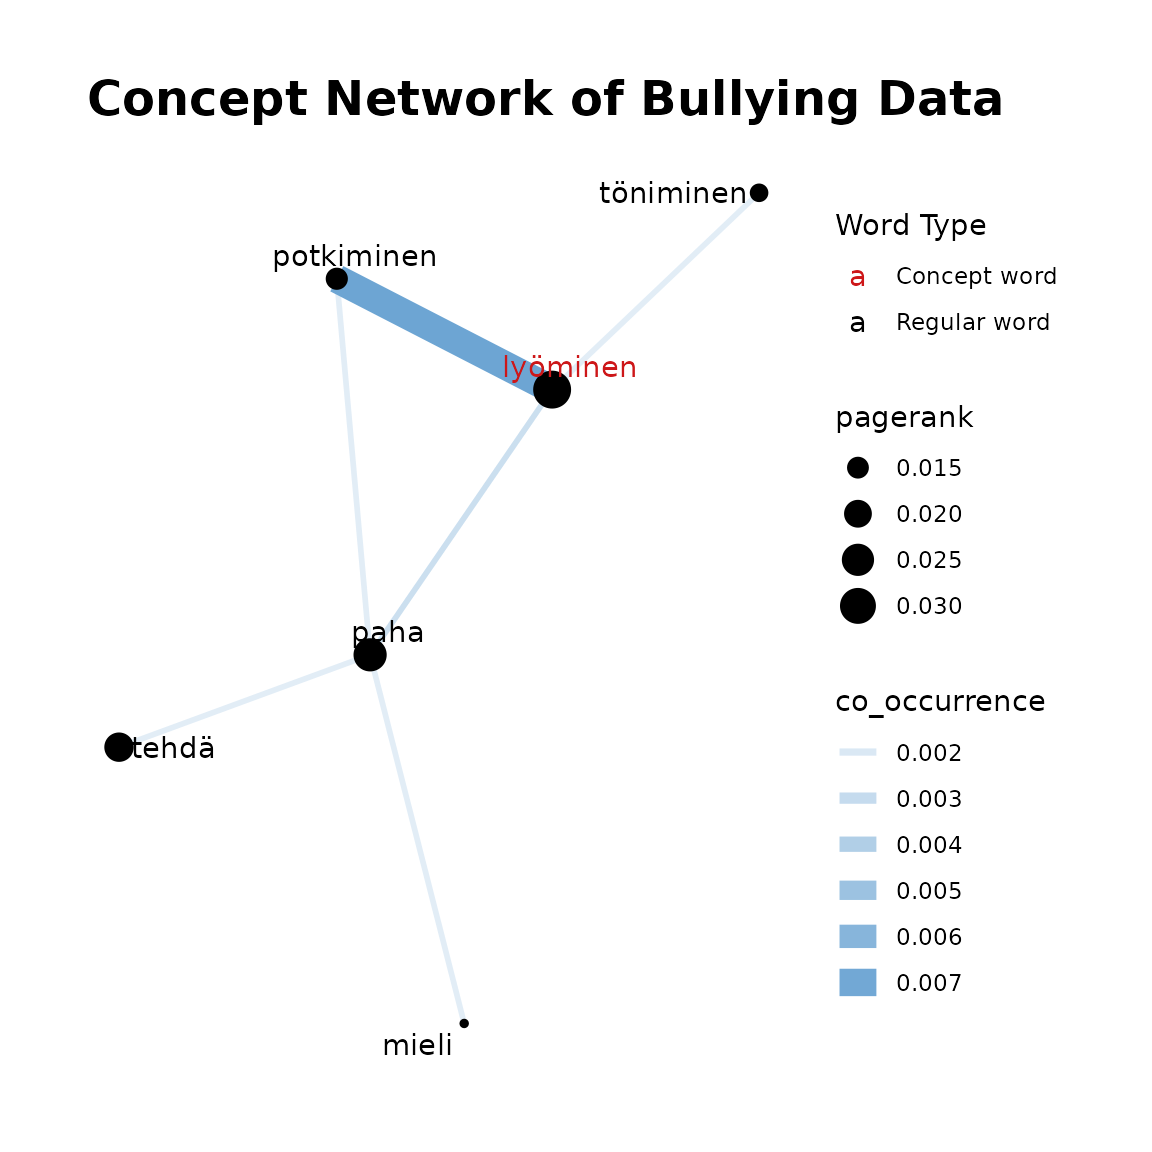 Concept Network of Bullying Data
töniminen
potkiminen
lyöminen
paha
tehdä
mieli
Word Type
a Concept word
a Regular word
pagerank
0.015
0.020
0.025
0.030
co_occurrence
0.002
0.003
0.004
0.005
0.006
0.007